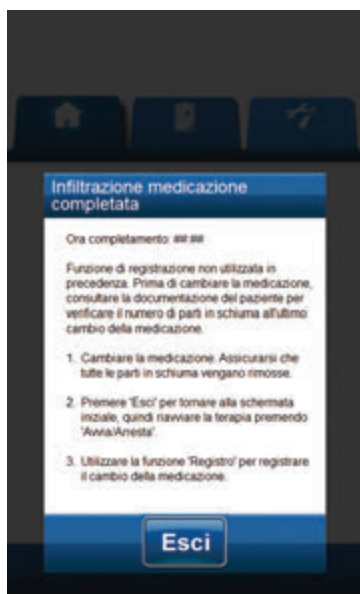 Infiltrazione medicazione
completata
Ora completamento: ##:##
Funzione di registrazione non utilizzata in
precedenza. Prima di cambiare la medicazione,
consultare la documentazione del paziente per
verificare il numero di parti in schiuma all'ultimo
cambio della medicazione.
1. Cambiare la medicazione. Assicurarsi che
tutte le parti in schiuma vengano rimosse.
2. Premere 'Esci' per tornare alla schermata
iniziale, quindi riavviare la terapia premendo
'Avvia/Arresta'.
3. Utilizzare la funzione 'Registro' per registrare
il cambio della medicazione.
Esci